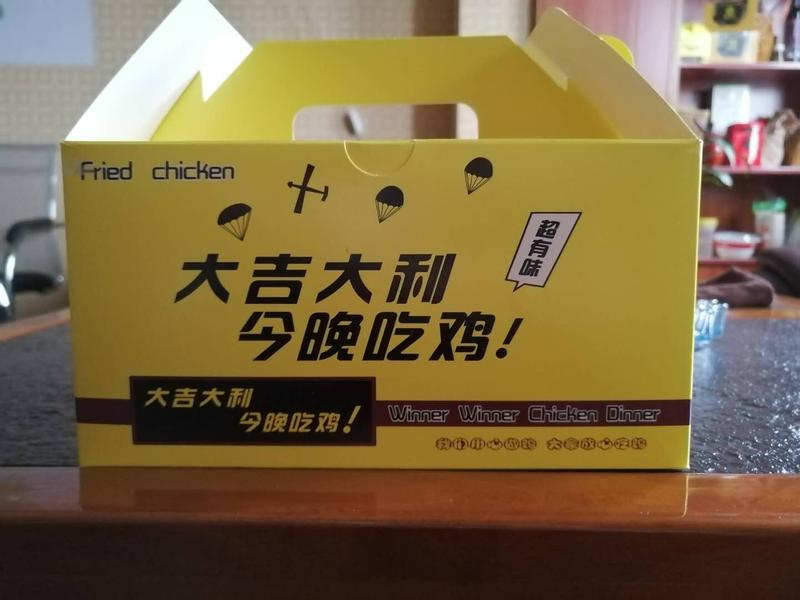 Fried chicken
超有味
大吉大利
今晚吃鸡!
大吉大利
今晚吃鸡!
Winner Winner Chicken Dinner